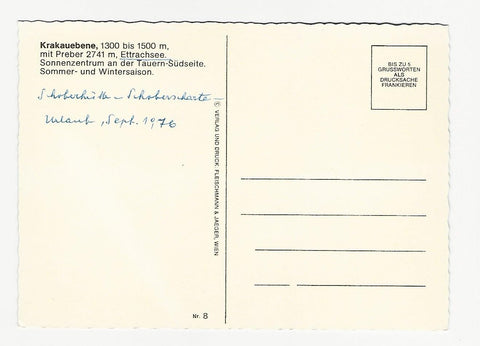 Krakauebene, 1300 bis 1500 m,
mit Preber 2741 m, Ettrachsee.
Sonnenzentrum an der Tauern-Südseite.
Sommer- und Wintersaison.
Schoberhütte – Schoberscharte –
Urlaub, Sept. 1976
© VERLAG UND DRUCK FLEISCHMANN & JAEGER, WIEN
Nr. 8
BIS ZU 5
GRUSSWORTEN
ALS
DRUCKSACHE
FRANKIEREN